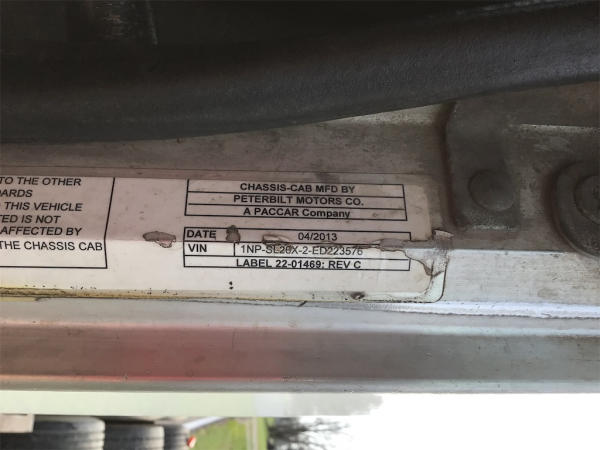 TO THE OTHER
ARDS
THIS VEHICLE
TED IS NOT
AFFECTED BY
THE CHASSIS CAB
CHASSIS-CAB MFD BY
PETERBILT MOTORS CO.
A PACCAR Company
DATE 04/2013
VIN 1NP-SL20X-2-ED223576
LABEL 22-01469; REV C